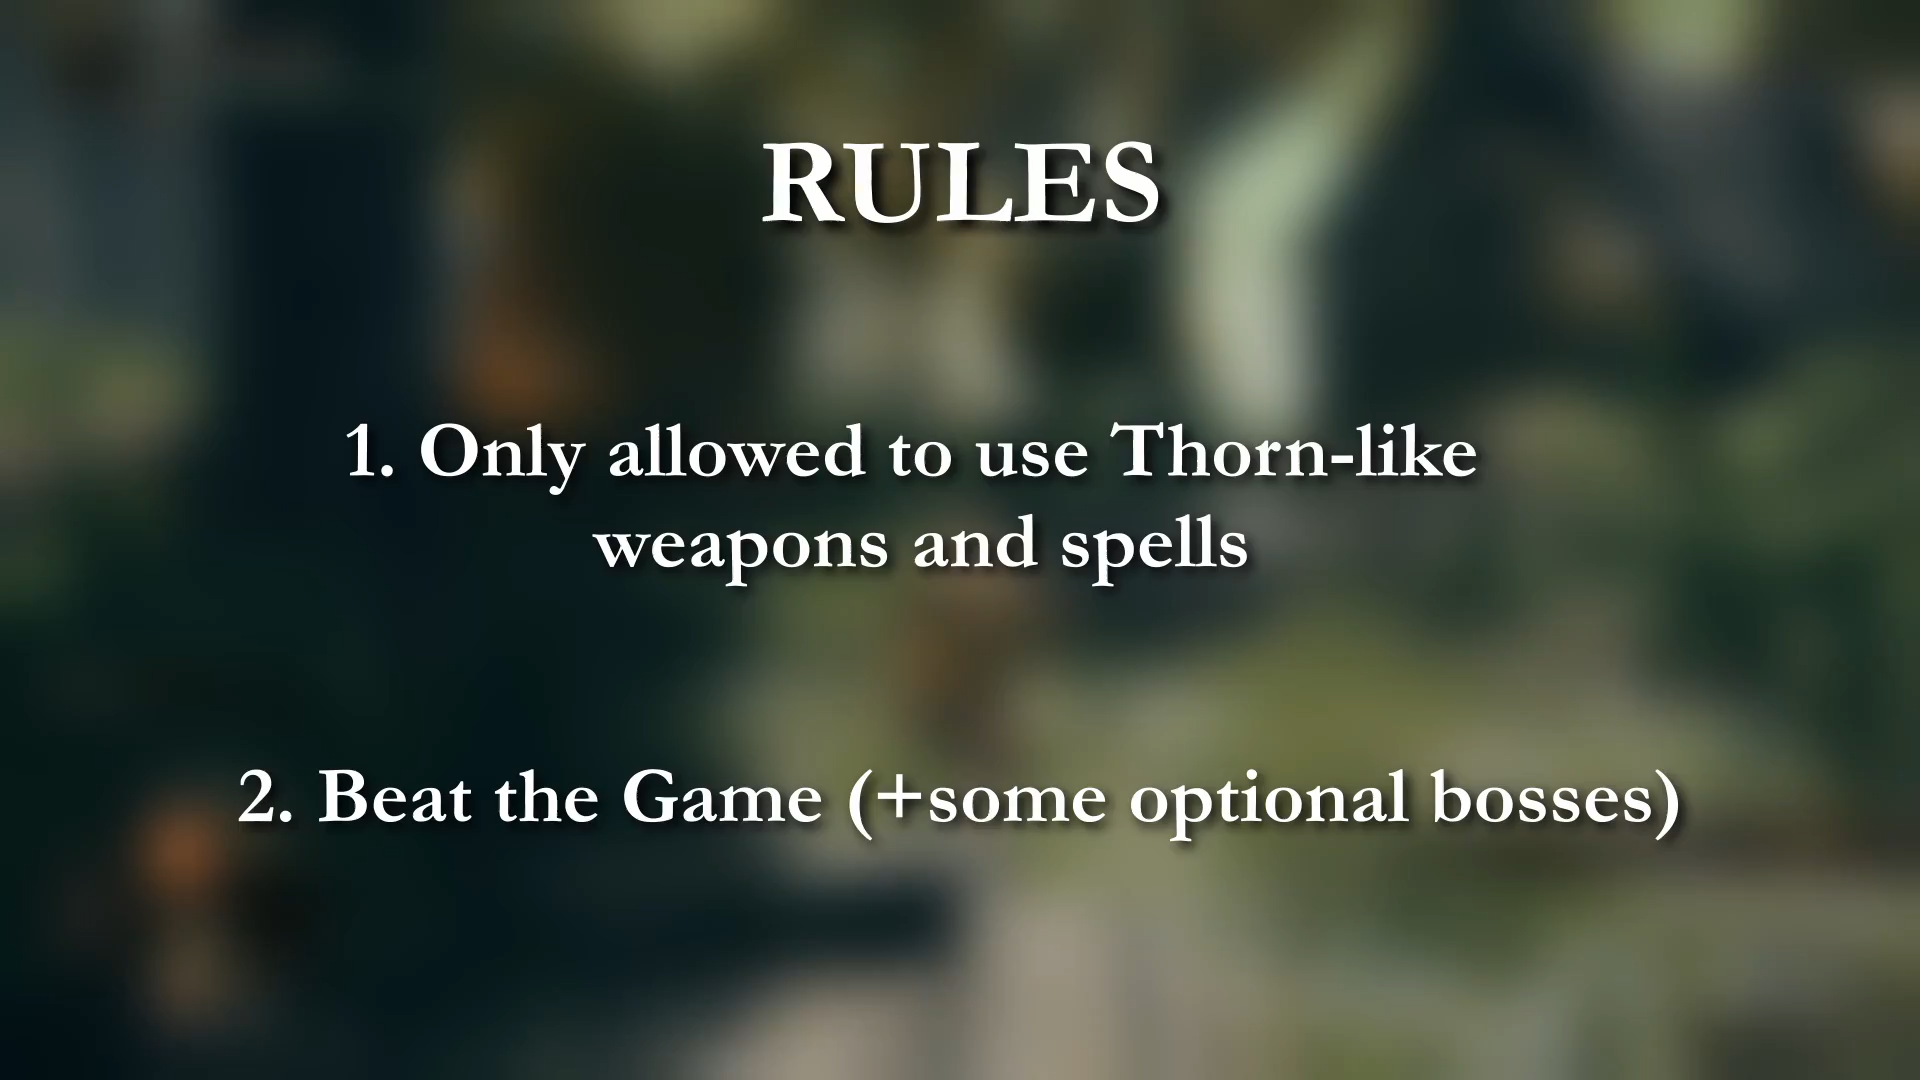 RULES
1. Only allowed to use Thorn-like
weapons and spells
2. Beat the Game (+some optional bosses)